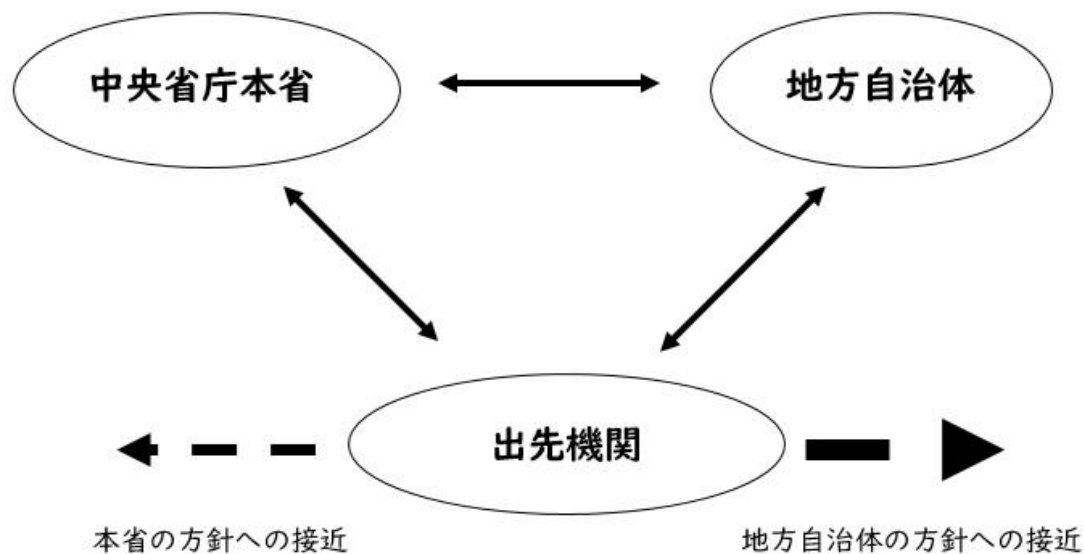 中央省庁本省
地方自治体
出先機関
本省の方針への接近
地方自治体の方針への接近